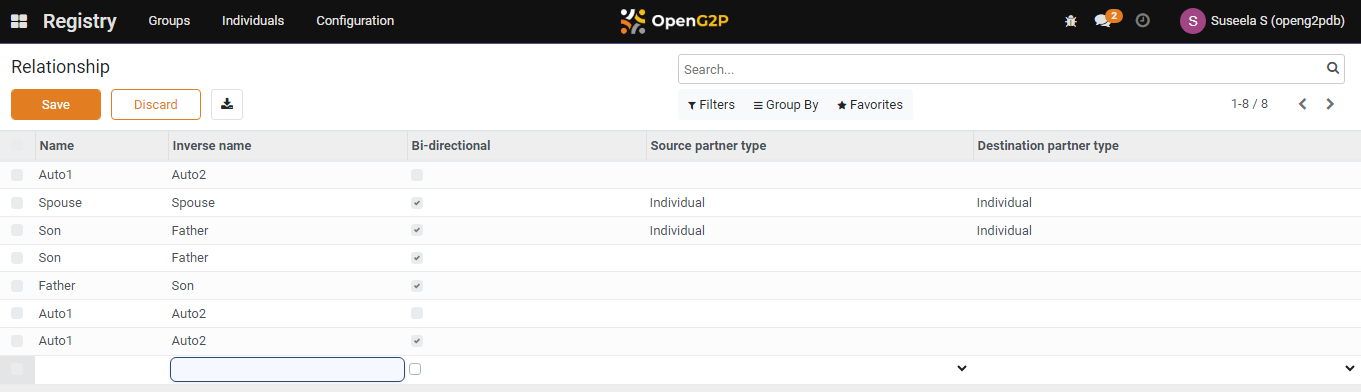 Registry Groups Individuals Configuration OpenG2P 2 S Suseela S (openg2pdb)
Relationship Search...
Save Discard Filters Group By Favorites 1-8 / 8
Name Inverse name Bi-directional Source partner type Destination partner type
Auto1 Auto2
Spouse Spouse Individual Individual
Son Father Individual Individual
Son Father
Father Son
Auto1 Auto2
Auto1 Auto2